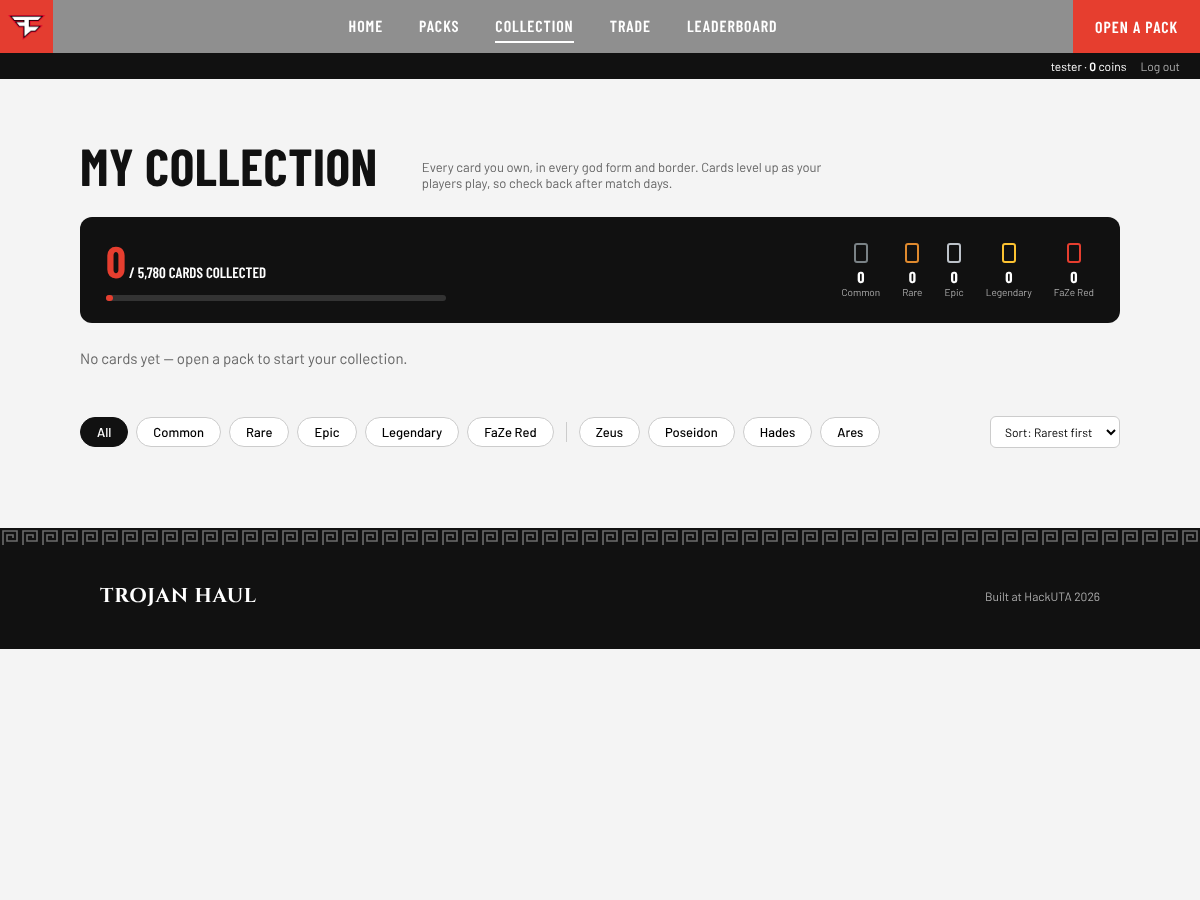 HOME PACKS COLLECTION TRADE LEADERBOARD OPEN A PACK
tester · 0 coins Log out
MY COLLECTION
Every card you own, in every god form and border. Cards level up as your
players play, so check back after match days.
0 / 5,780 CARDS COLLECTED
0 0 0 0 0
Common Rare Epic Legendary FaZe Red
No cards yet — open a pack to start your collection.
All Common Rare Epic Legendary FaZe Red Zeus Poseidon Hades Ares Sort: Rarest first
TROJAN HAUL
Built at HackUTA 2026